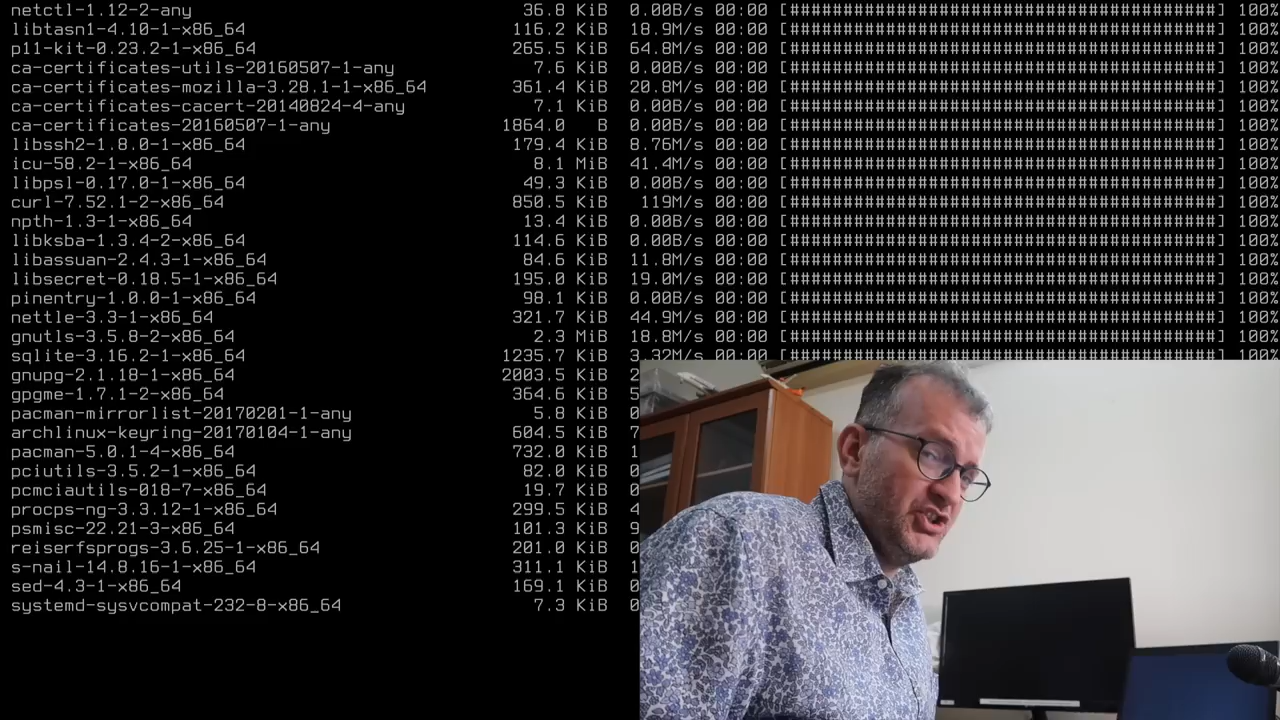 netctl-1.12-2-any 36.8 KiB 0.00B/s 00:00 [########################################] 100%
libtasn1-4.10-1-x86_64 116.2 KiB 18.9M/s 00:00 [########################################] 100%
p11-kit-0.23.2-1-x86_64 265.5 KiB 64.8M/s 00:00 [########################################] 100%
ca-certificates-utils-20160507-1-any 7.6 KiB 0.00B/s 00:00 [########################################] 100%
ca-certificates-mozilla-3.28.1-1-x86_64 361.4 KiB 20.8M/s 00:00 [########################################] 100%
ca-certificates-cacert-20140824-4-any 7.1 KiB 0.00B/s 00:00 [########################################] 100%
ca-certificates-20160507-1-any 1864.0 B 0.00B/s 00:00 [########################################] 100%
libssh2-1.8.0-1-x86_64 179.4 KiB 8.76M/s 00:00 [########################################] 100%
icu-58.2-1-x86_64 8.1 MiB 41.4M/s 00:00 [########################################] 100%
libpsl-0.17.0-1-x86_64 49.3 KiB 0.00B/s 00:00 [########################################] 100%
curl-7.52.1-2-x86_64 850.5 KiB 119M/s 00:00 [########################################] 100%
npth-1.3-1-x86_64 13.4 KiB 0.00B/s 00:00 [########################################] 100%
libksba-1.3.4-2-x86_64 114.6 KiB 0.00B/s 00:00 [########################################] 100%
libassuan-2.4.3-1-x86_64 84.6 KiB 11.8M/s 00:00 [########################################] 100%
libsecret-0.18.5-1-x86_64 195.0 KiB 19.0M/s 00:00 [########################################] 100%
pinentry-1.0.0-1-x86_64 98.1 KiB 0.00B/s 00:00 [########################################] 100%
nettle-3.3-1-x86_64 321.7 KiB 44.9M/s 00:00 [########################################] 100%
gnutls-3.5.8-2-x86_64 2.3 MiB 18.8M/s 00:00 [########################################] 100%
sqlite-3.16.2-1-x86_64 1235.7 KiB 3.32M/s 00:00 [########################################] 100%
gnupg-2.1.18-1-x86_64 2003.5 KiB 2
gpgme-1.7.1-2-x86_64 364.6 KiB 5
pacman-mirrorlist-20170201-1-any 5.8 KiB 0
archlinux-keyring-20170104-1-any 604.5 KiB 7
pacman-5.0.1-4-x86_64 732.0 KiB 1
pciutils-3.5.2-1-x86_64 82.0 KiB 0
pcmciautils-018-7-x86_64 19.7 KiB 0
procps-ng-3.3.12-1-x86_64 299.5 KiB 4
psmisc-22.21-3-x86_64 101.3 KiB 9
reiserfsprogs-3.6.25-1-x86_64 201.0 KiB 0
s-nail-14.8.16-1-x86_64 311.1 KiB 1
sed-4.3-1-x86_64 169.1 KiB 0
systemd-sysvcompat-232-8-x86_64 7.3 KiB 0